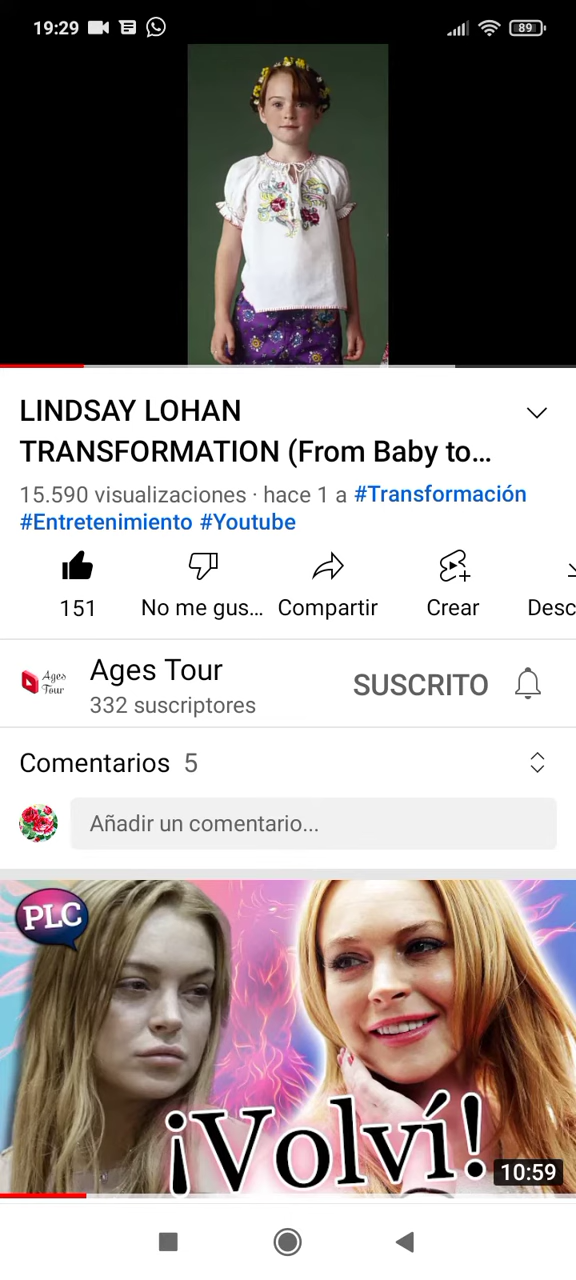 19:29
89
LINDSAY LOHAN
TRANSFORMATION (From Baby to...
15.590 visualizaciones · hace 1 a #Transformación
#Entretenimiento #Youtube
151 No me gus... Compartir Crear Desc
Ages Tour
Ages Tour
332 suscriptores
SUSCRITO
Comentarios 5
Añadir un comentario...
PLC
¡Volví!
10:59